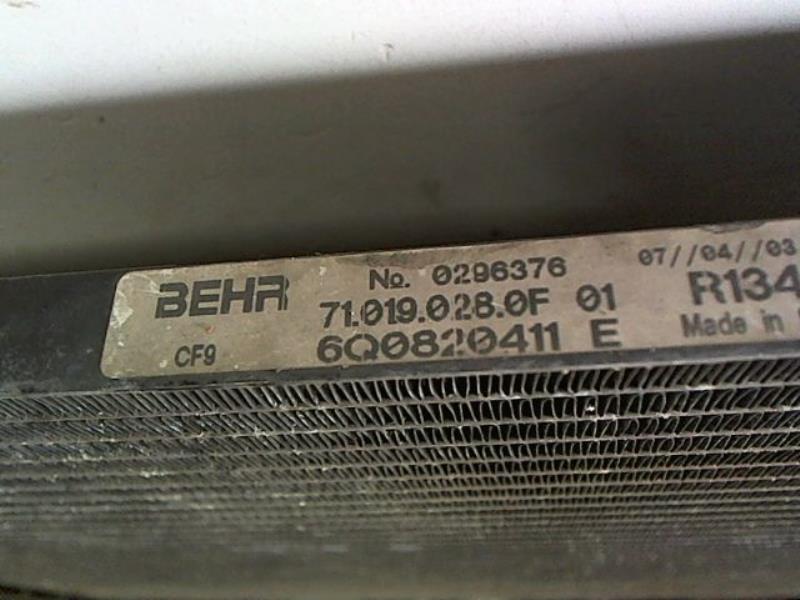 BEHR
CF9
No. 0296376
71.019.028.0F 01
6Q0820411 E
07//04//03
R134
Made in